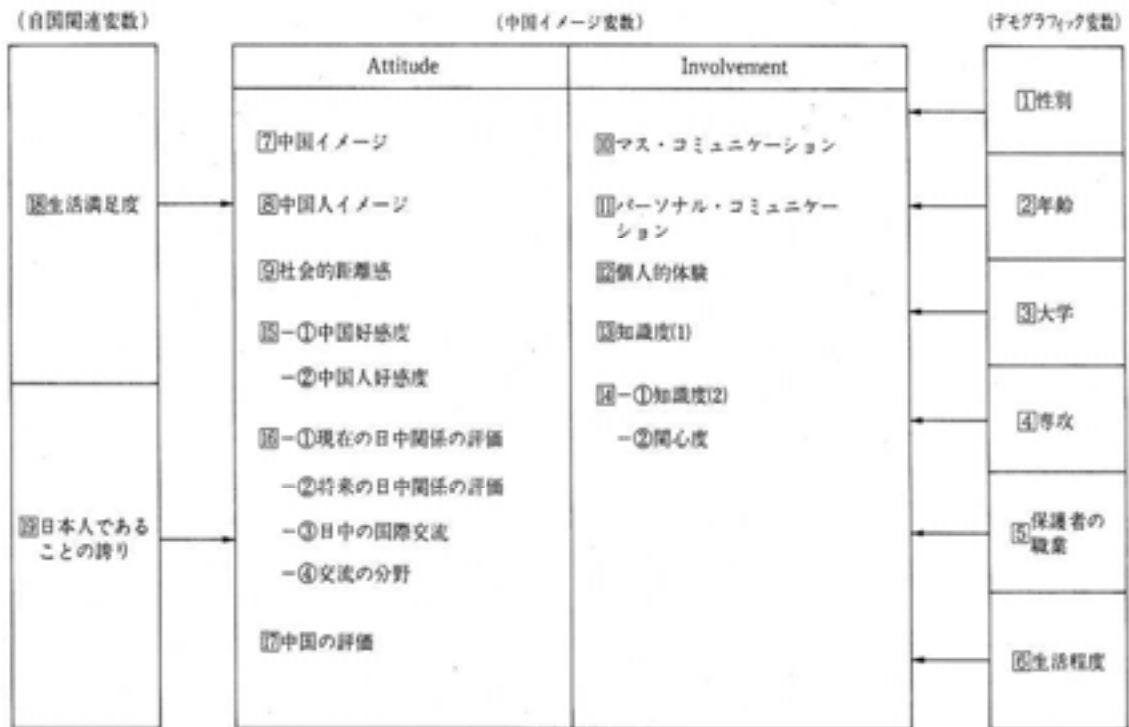 (自国関連変数)
(中国イメージ変数)
(デモグラフィック変数)
Attitude
Involvement
18生活満足度
19日本人である
ことの誇り
7中国イメージ
8中国人イメージ
9社会的距離感
15-①中国好感度
-②中国人好感度
16-①現在の日中関係の評価
-②将来の日中関係の評価
-③日中の国際交流
-④交流の分野
17中国の評価
10マス・コミュニケーション
11パーソナル・コミュニケー
ション
12個人的体験
13知識度(1)
14-①知識度(2)
-②関心度
1性別
2年齢
3大学
4専攻
5保護者の
職業
6生活程度